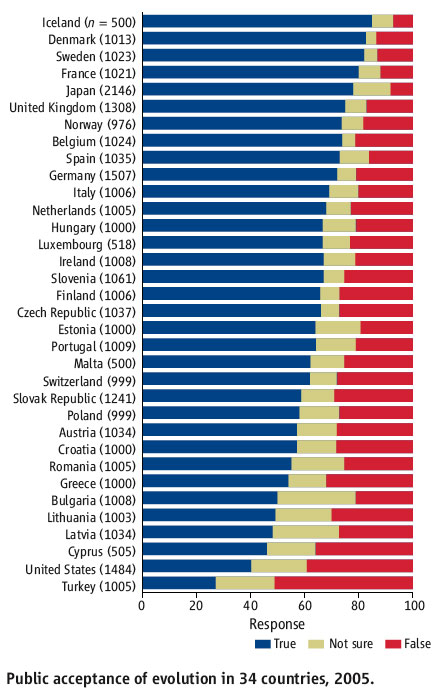 Iceland (n = 500)
Denmark (1013)
Sweden (1023)
France (1021)
Japan (2146)
United Kingdom (1308)
Norway (976)
Belgium (1024)
Spain (1035)
Germany (1507)
Italy (1006)
Netherlands (1005)
Hungary (1000)
Luxembourg (518)
Ireland (1008)
Slovenia (1061)
Finland (1006)
Czech Republic (1037)
Estonia (1000)
Portugal (1009)
Malta (500)
Switzerland (999)
Slovak Republic (1241)
Poland (999)
Austria (1034)
Croatia (1000)
Romania (1005)
Greece (1000)
Bulgaria (1008)
Lithuania (1003)
Latvia (1034)
Cyprus (505)
United States (1484)
Turkey (1005)
0 20 40 60 80 100
Response
True Not sure False
Public acceptance of evolution in 34 countries, 2005.